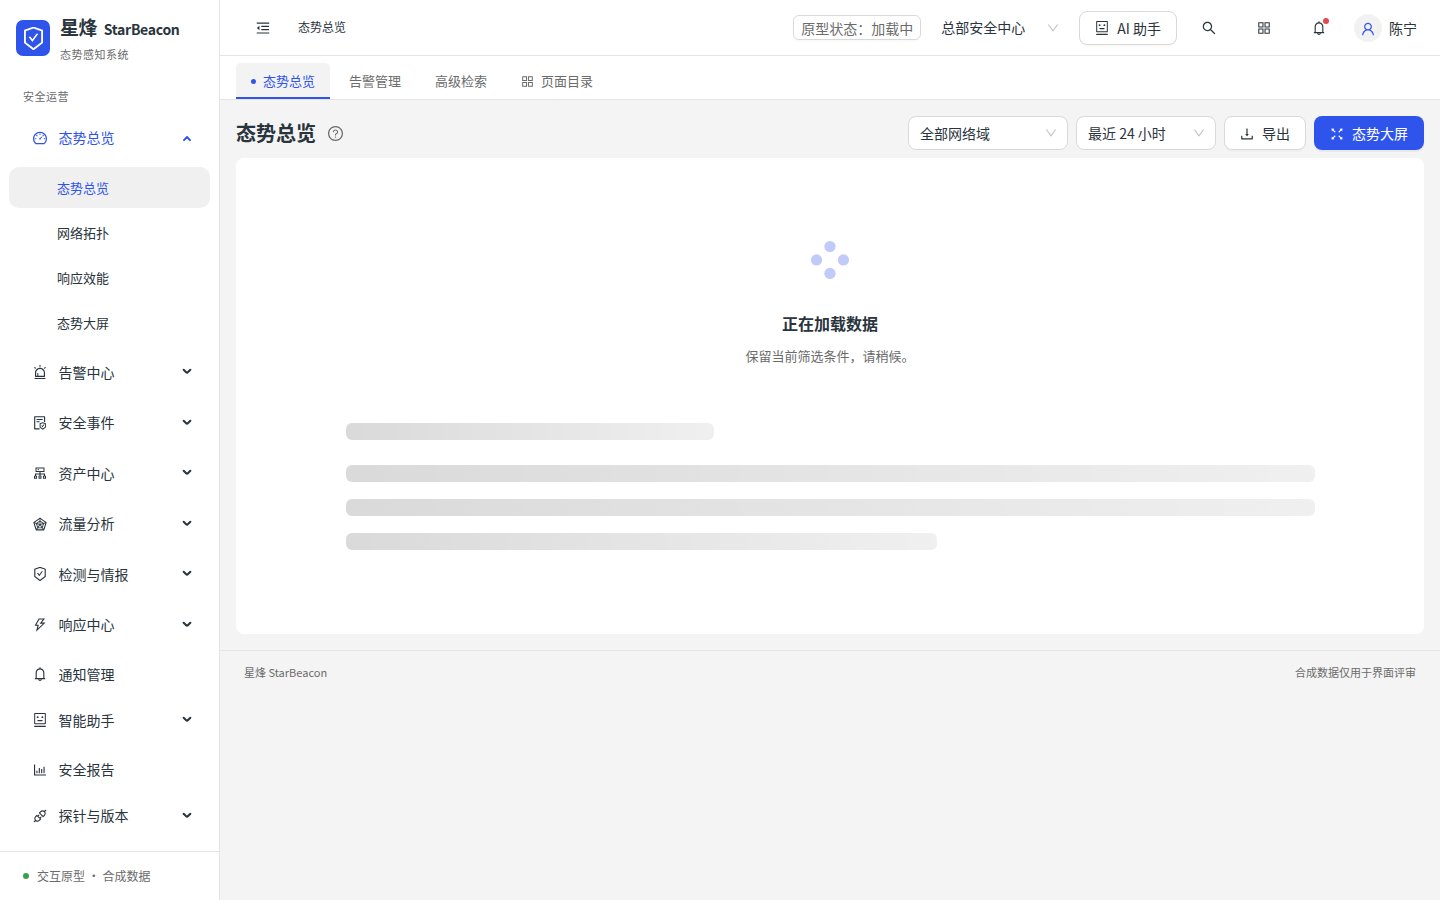 星烽 StarBeacon
态势感知系统
安全运营
态势总览
态势总览
网络拓扑
响应效能
态势大屏
告警中心
安全事件
资产中心
流量分析
检测与情报
响应中心
通知管理
智能助手
安全报告
探针与版本
交互原型 · 合成数据
态势总览
原型状态：加载中
总部安全中心
AI 助手
陈宁
态势总览
告警管理
高级检索
页面目录
态势总览
全部网络域
最近 24 小时
导出
态势大屏
正在加载数据
保留当前筛选条件，请稍候。
星烽 StarBeacon
合成数据仅用于界面评审